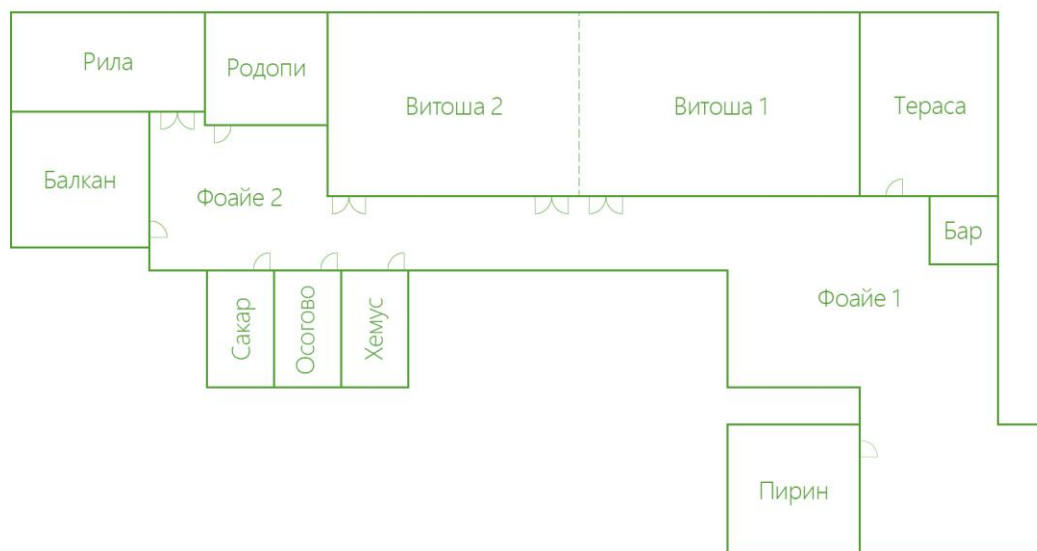 Рила
Родопи
Витоша 2
Витоша 1
Тераса
Балкан
Фоайе 2
Бар
Фоайе 1
Сакар
Осогово
Хемус
Пирин